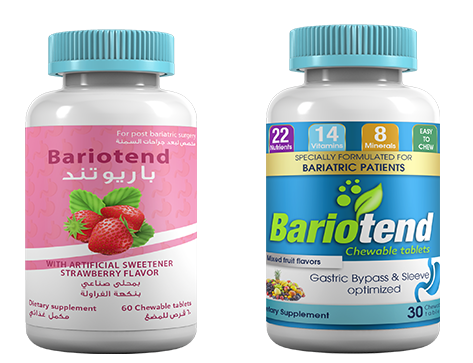 For post bariatric surgery
مخصص لبعد جراحات السمنة
Bariotend
باريوتند
WITH ARTIFICIAL SWEETENER
STRAWBERRY FLAVOR
بمحلي صناعي
بنكهة الفراولة
Dietary supplement
مكمل غذائي
60 Chewable tablets
٦٠ قرص للمضغ
22
Nutrients
14
Vitamins
8
Minerals
EASY
TO
CHEW
SPECIALLY FORMULATED FOR
BARIATRIC PATIENTS
Bariotend
Chewable tablets
Mixed fruit flavors
Gastric Bypass & Sleeve
optimized
Dietary Supplement
30